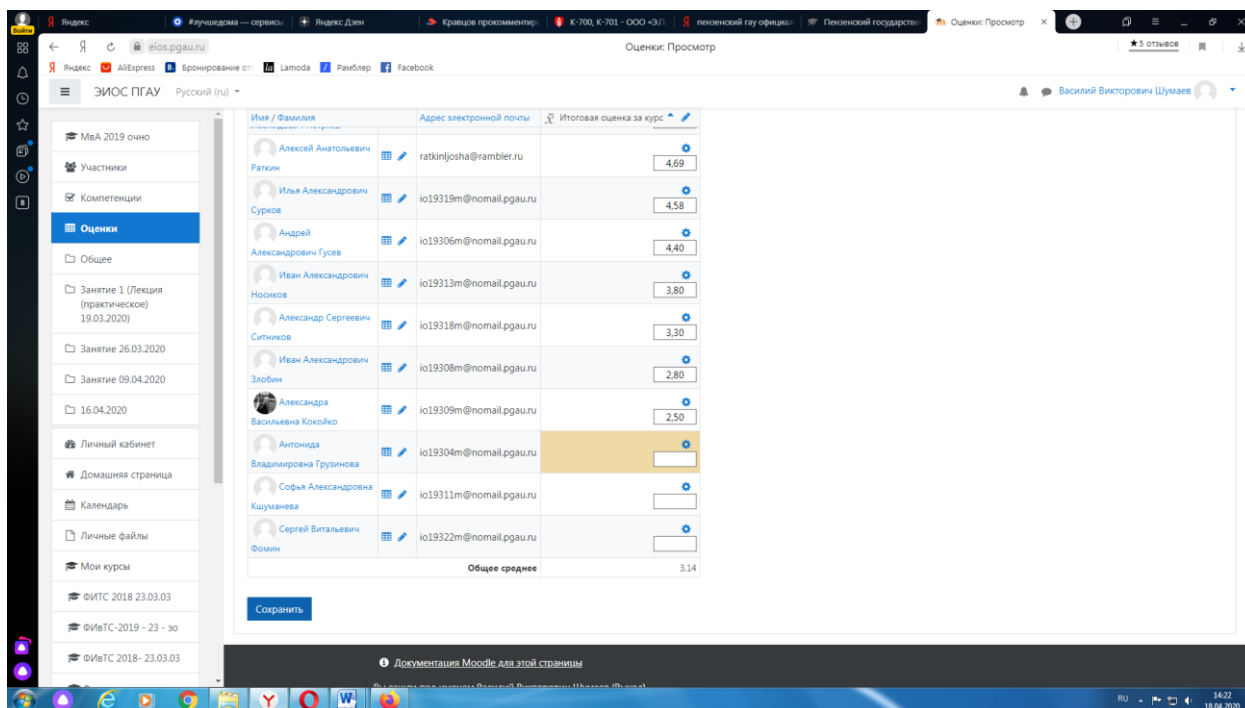 Войти
Яндекс
#лучшедома — сервисы
Яндекс Дзен
Кравцов прокомментир
К-700, К-701 - ООО «ЭЛ
пензенский гау официал
Пензенский государстве
Оценки: Просмотр
eios.pgau.ru
Оценки: Просмотр
★ 5 отзывов
Яндекс
AliExpress
Бронирование от
Lamoda
Рамблер
Facebook
ЭИОС ПГАУ
Русский (ru)
Василий Викторович Шумаев
МвА 2019 очно
Участники
Компетенции
Оценки
Общее
Занятие 1 (Лекция
(практическое)
19.03.2020)
Занятие 26.03.2020
Занятие 09.04.2020
16.04.2020
Личный кабинет
Домашняя страница
Календарь
Личные файлы
Мои курсы
ФИТС 2018 23.03.03
ФИвТС-2019 - 23 - зо
ФИвТС 2018- 23.03.03
Имя / Фамилия
Адрес электронной почты
Итоговая оценка за курс
Алексей Анатольевич
Раткин
ratkinljosha@rambler.ru
4,69
Илья Александрович
Сурков
io19319m@nomail.pgau.ru
4,58
Андрей
Александрович Гусев
io19306m@nomail.pgau.ru
4,40
Иван Александрович
Носиков
io19313m@nomail.pgau.ru
3,80
Александр Сергеевич
Ситников
io19318m@nomail.pgau.ru
3,30
Иван Александрович
Злобин
io19308m@nomail.pgau.ru
2,80
Александра
Васильевна Кокойко
io19309m@nomail.pgau.ru
2,50
Антонида
Владимировна Грузинова
io19304m@nomail.pgau.ru
Софья Александровна
Кшуманева
io19311m@nomail.pgau.ru
Сергей Витальевич
Фомин
io19322m@nomail.pgau.ru
Общее среднее
3,14
Сохранить
Документация Moodle для этой страницы
Вы зашли под именем Василий Викторович Шумаев (Выход)
RU
14:22
18.04.2020